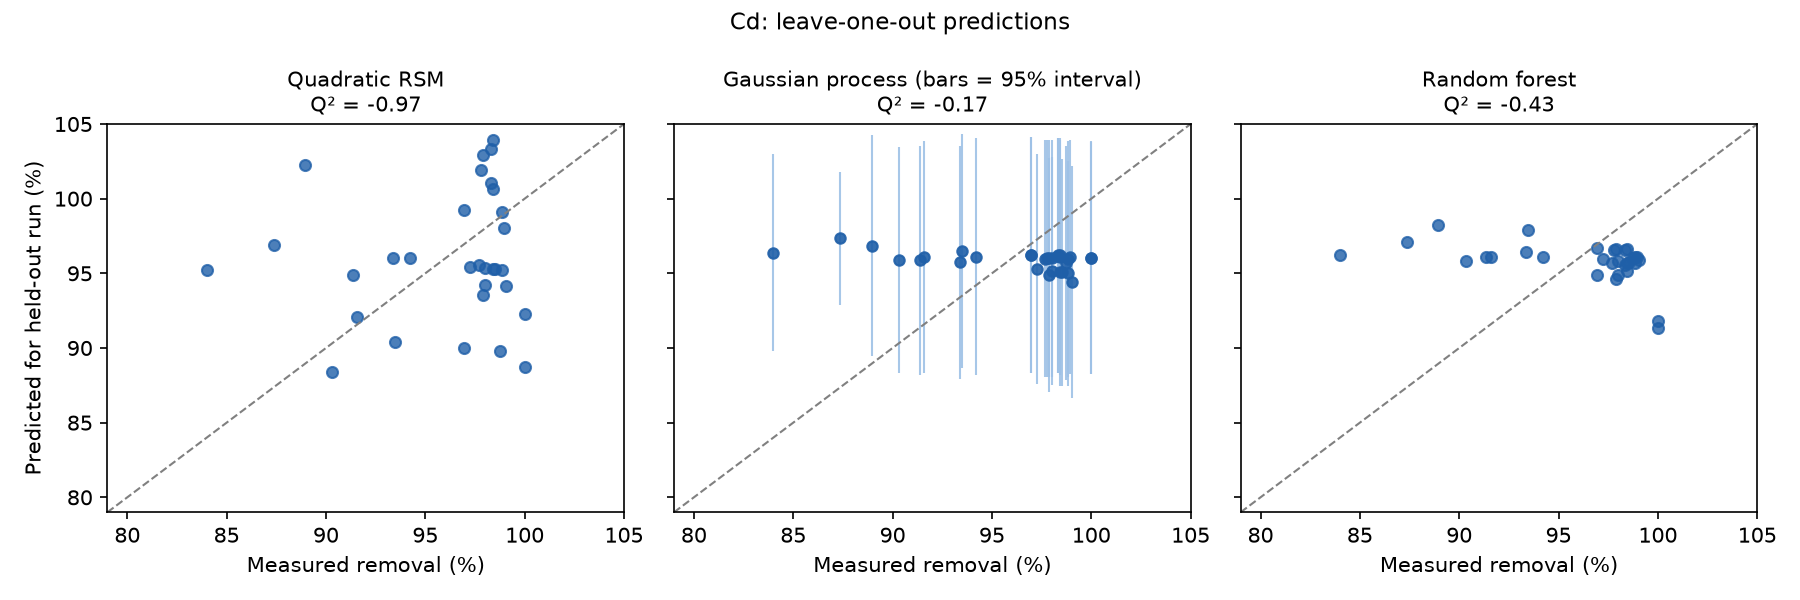 Cd: leave-one-out predictions
Quadratic RSM
Q² = -0.97
Gaussian process (bars = 95% interval)
Q² = -0.17
Random forest
Q² = -0.43
Predicted for held-out run (%)
105
100
95
90
85
80
80 85 90 95 100 105
80 85 90 95 100 105
80 85 90 95 100 105
Measured removal (%)
Measured removal (%)
Measured removal (%)